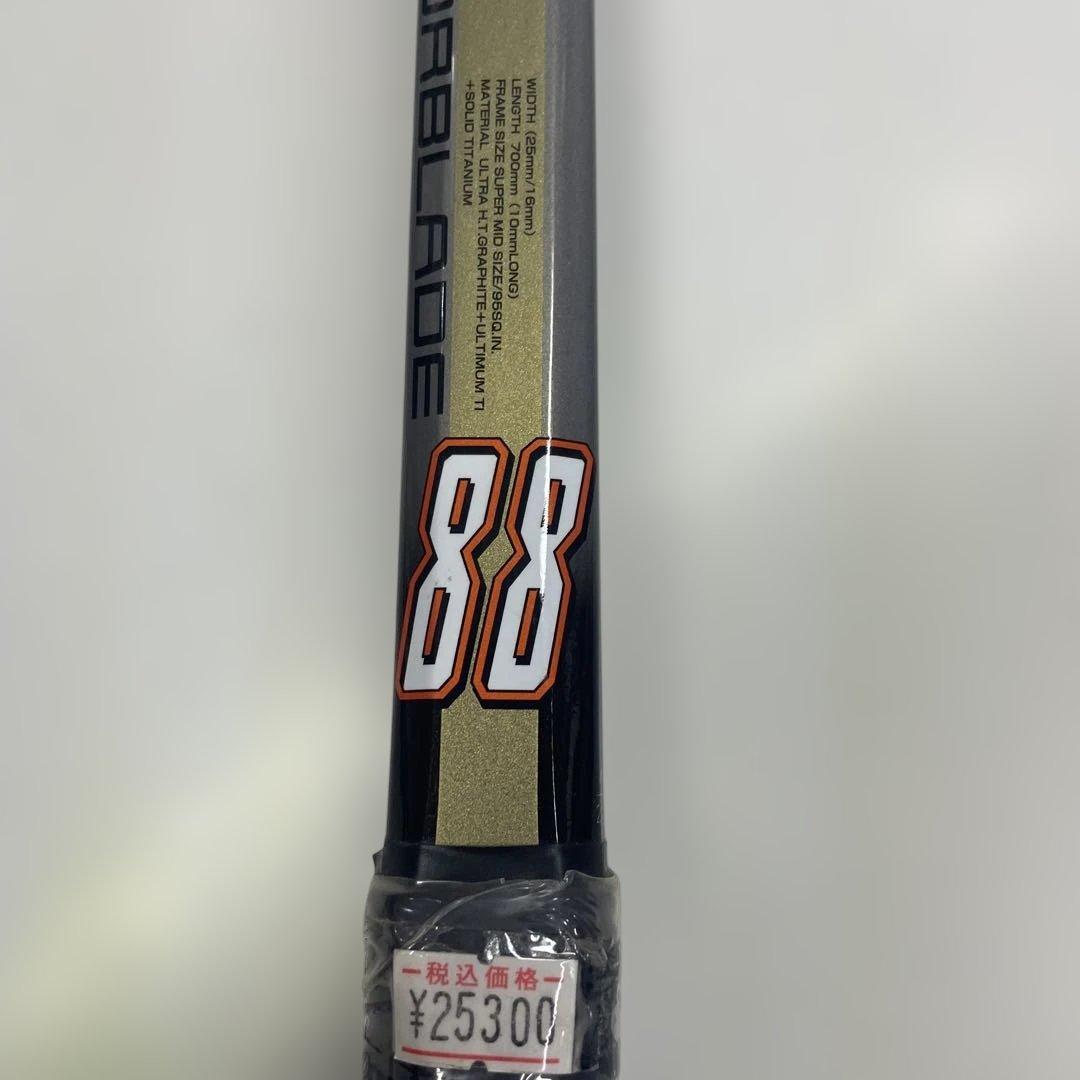 ORBLADE
WIDTH (25mm/16mm)
LENGTH 700mm (10mmLONG)
FRAME SIZE SUPER MID SIZE/95SQ.IN.
MATERIAL ULTRA H.T.GRAPHITE+ULTIMUM TI
+SOLID TITANIUM
88
税込価格
¥25300